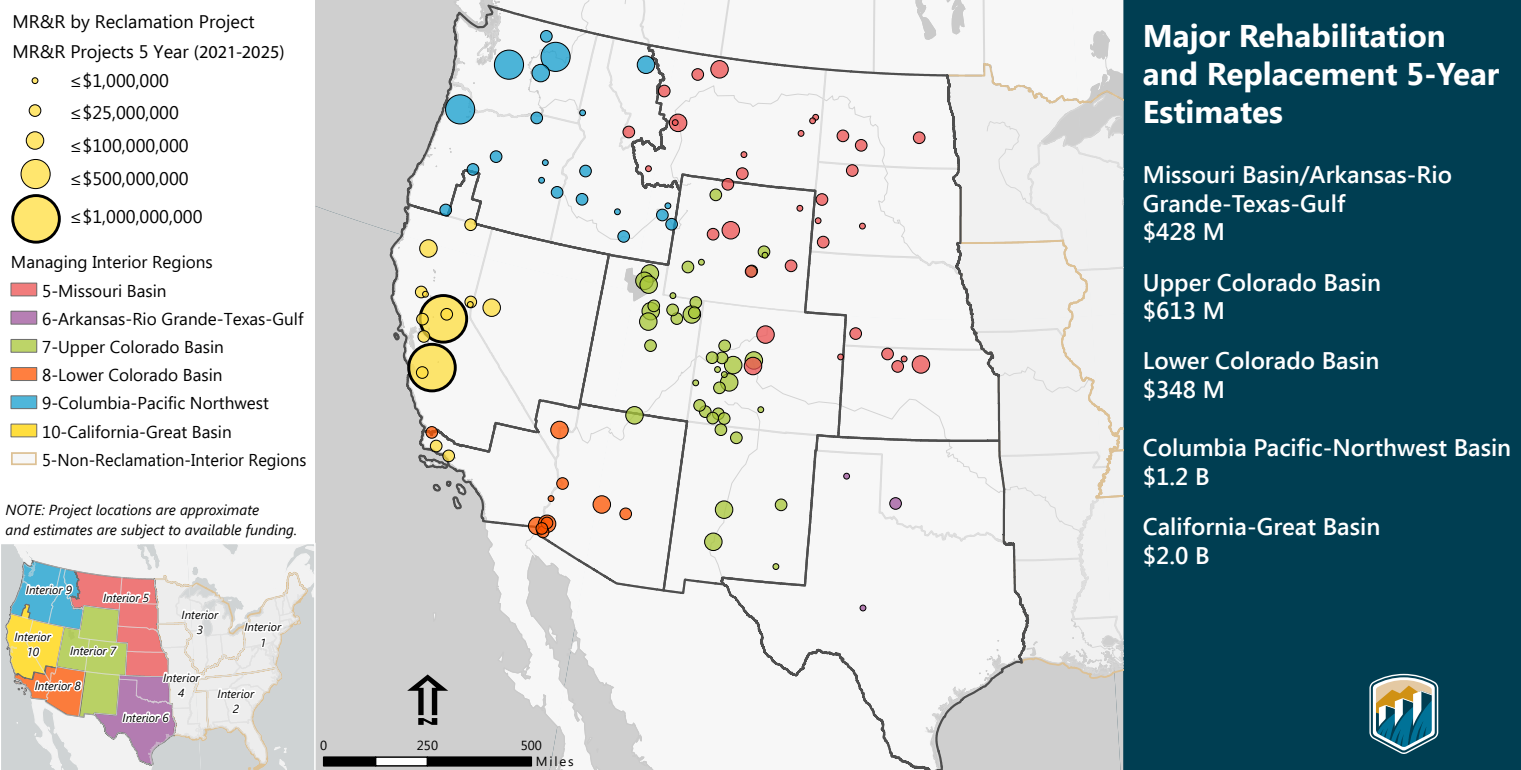 MR&R by Reclamation Project
MR&R Projects 5 Year (2021-2025)
≤$1,000,000
≤$25,000,000
≤$100,000,000
≤$500,000,000
≤$1,000,000,000
Managing Interior Regions
5-Missouri Basin
6-Arkansas-Rio Grande-Texas-Gulf
7-Upper Colorado Basin
8-Lower Colorado Basin
9-Columbia-Pacific Northwest
10-California-Great Basin
5-Non-Reclamation-Interior Regions
NOTE: Project locations are approximate
and estimates are subject to available funding.
Interior 9
Interior 5
Interior
3
Interior
1
Interior
10
Interior 7
Interior
4
Interior 8
Interior
2
Interior 6
N
0
250
500
Miles
Major Rehabilitation
and Replacement 5-Year
Estimates
Missouri Basin/Arkansas-Rio
Grande-Texas-Gulf
$428 M
Upper Colorado Basin
$613 M
Lower Colorado Basin
$348 M
Columbia Pacific-Northwest Basin
$1.2 B
California-Great Basin
$2.0 B